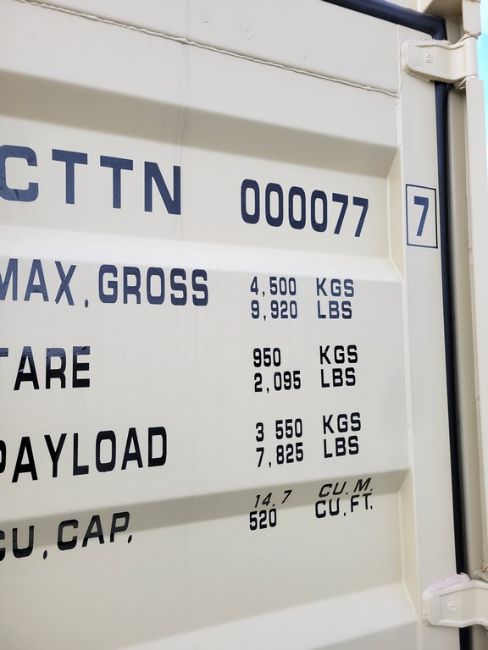 CTTN 000077 7
MAX.GROSS 4,500 KGS
9,920 LBS
TARE 950 KGS
2,095 LBS
PAYLOAD 3 550 KGS
7,825 LBS
CU.CAP. 14.7 CU.M.
520 CU.FT.